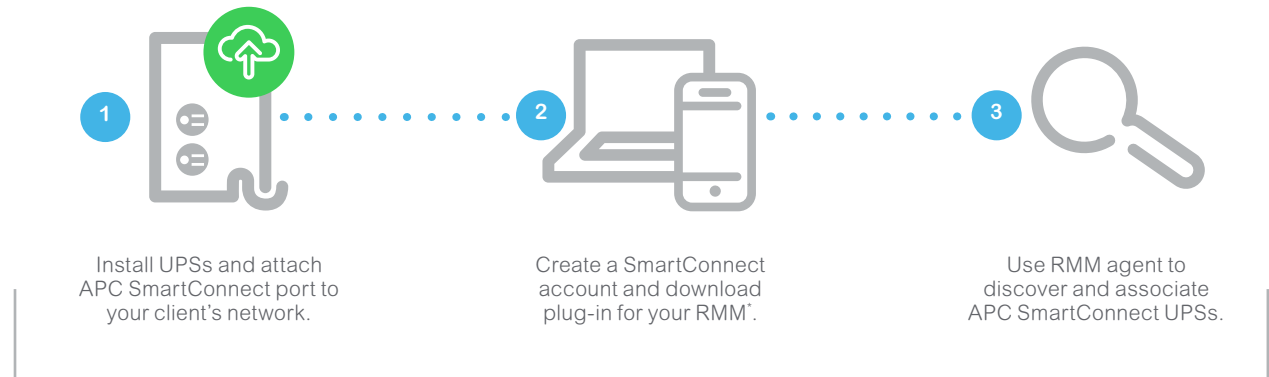 1
2
3
Install UPSs and attach
APC SmartConnect port to
your client's network.
Create a SmartConnect
account and download
plug-in for your RMM*.
Use RMM agent to
discover and associate
APC SmartConnect UPSs.